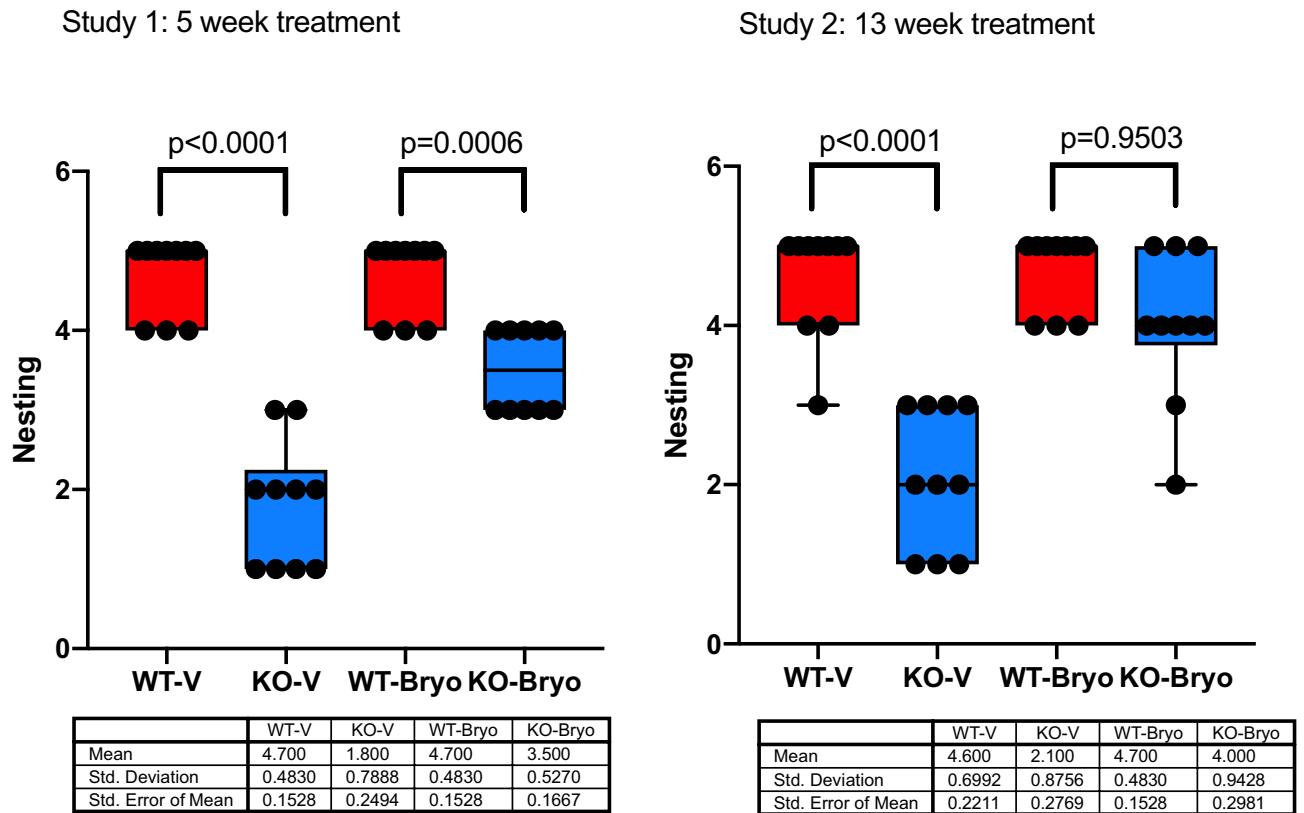 Study 1: 5 week treatment
p<0.0001
p=0.0006
6
4
2
0
Nesting
WT-V KO-V WT-Bryo KO-Bryo
WT-V KO-V WT-Bryo KO-Bryo
Mean 4.700 1.800 4.700 3.500
Std. Deviation 0.4830 0.7888 0.4830 0.5270
Std. Error of Mean 0.1528 0.2494 0.1528 0.1667
Study 2: 13 week treatment
p<0.0001
p=0.9503
6
4
2
0
Nesting
WT-V KO-V WT-Bryo KO-Bryo
WT-V KO-V WT-Bryo KO-Bryo
Mean 4.600 2.100 4.700 4.000
Std. Deviation 0.6992 0.8756 0.4830 0.9428
Std. Error of Mean 0.2211 0.2769 0.1528 0.2981